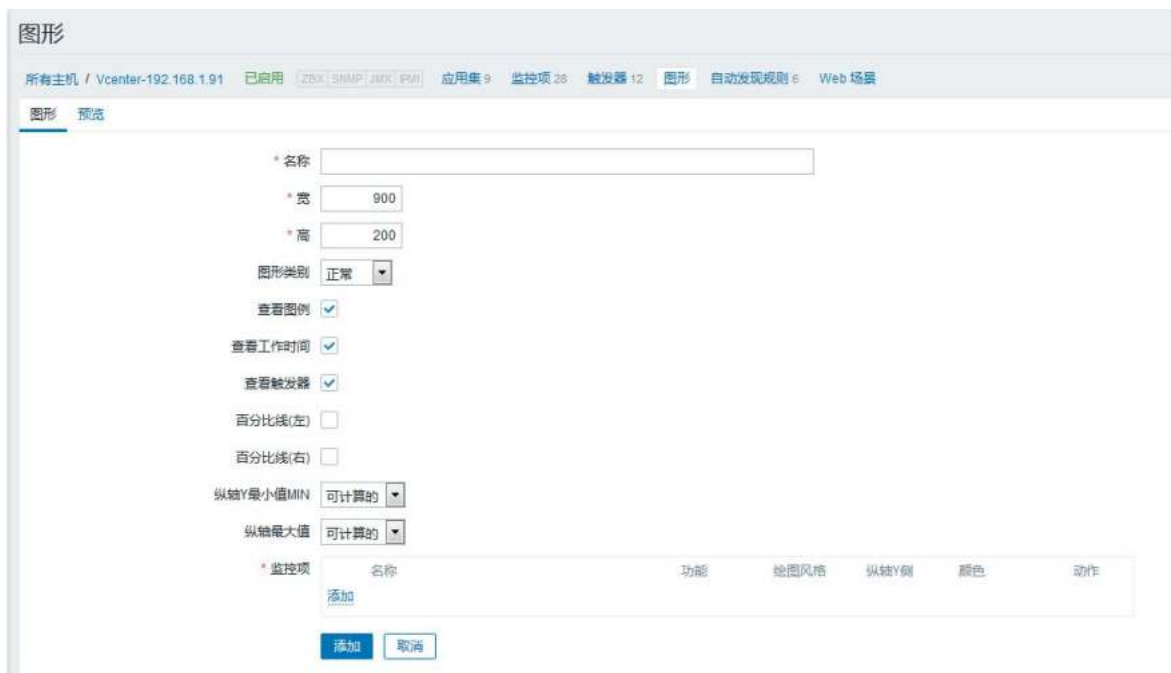 图形
所有主机 / Vcenter-192.168.1.91 已启用 ZBX SNMP JMX IPMI 应用集 9 监控项 28 触发器 12 图形 自动发现规则 6 Web 场景
图形 预览
* 名称
* 宽 900
* 高 200
图形类别 正常
查看图例
查看工作时间
查看触发器
百分比线(左)
百分比线(右)
纵轴Y最小值MIN 可计算的
纵轴最大值 可计算的
* 监控项 名称 功能 绘图风格 纵轴Y侧 颜色 动作
添加
添加 取消